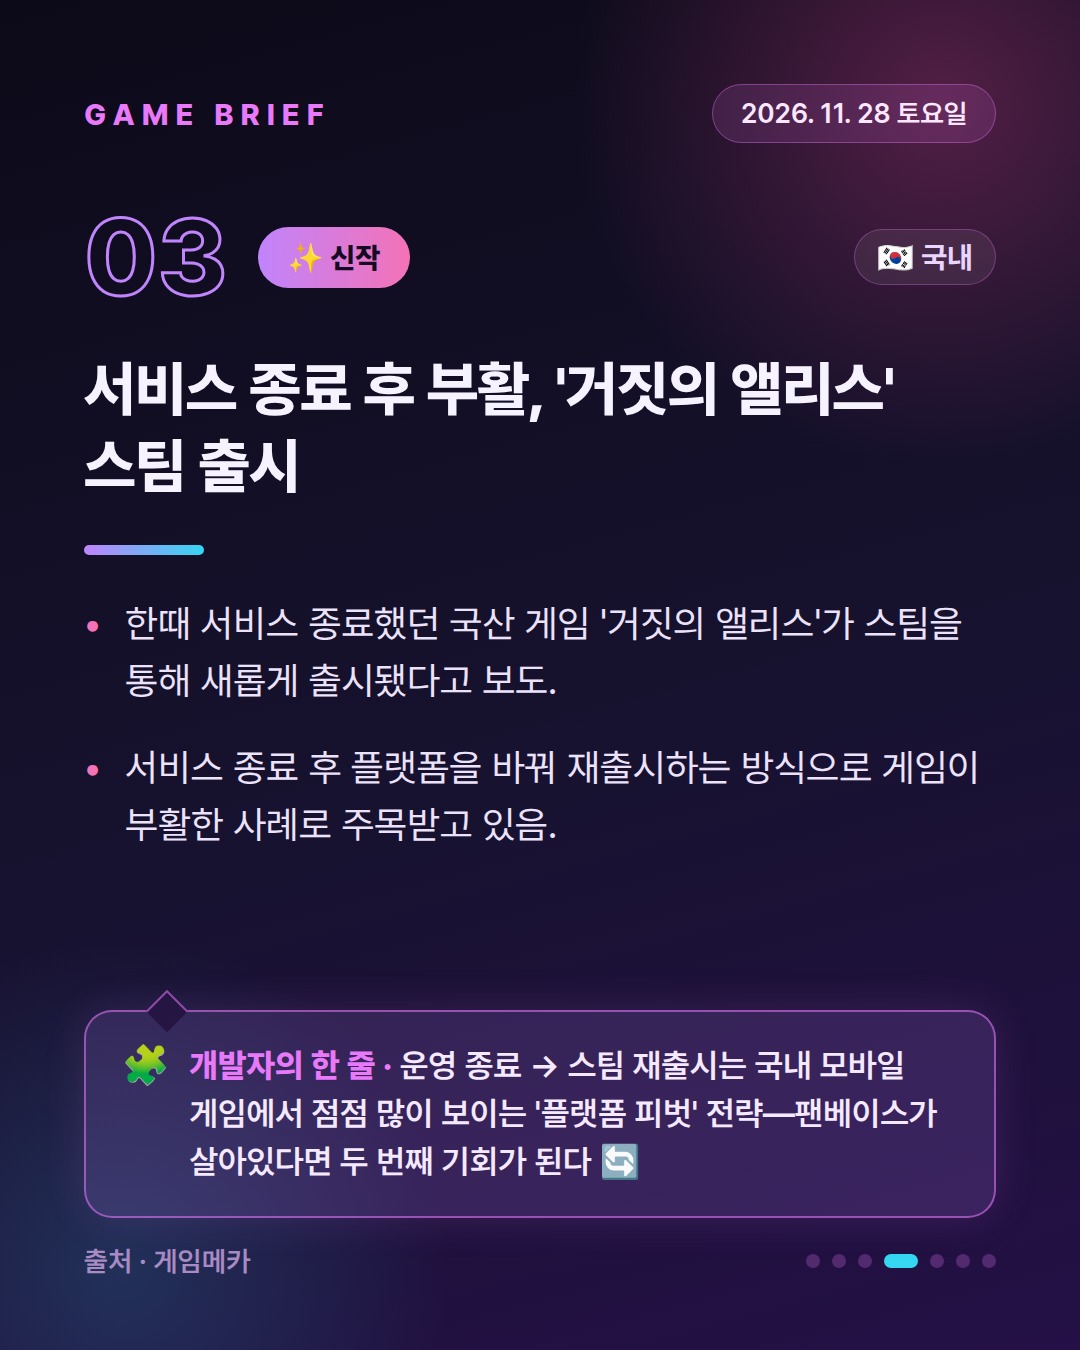 GAME BRIEF
2026. 11. 28 토요일
03
✨ 신작
🇰🇷 국내
서비스 종료 후 부활, '거짓의 앨리스'
스팀 출시
• 한때 서비스 종료했던 국산 게임 '거짓의 앨리스'가 스팀을
통해 새롭게 출시됐다고 보도.
• 서비스 종료 후 플랫폼을 바꿔 재출시하는 방식으로 게임이
부활한 사례로 주목받고 있음.
🧩 개발자의 한 줄 · 운영 종료 → 스팀 재출시는 국내 모바일
게임에서 점점 많이 보이는 '플랫폼 피벗' 전략—팬베이스가
살아있다면 두 번째 기회가 된다 🔄
출처 · 게임메카